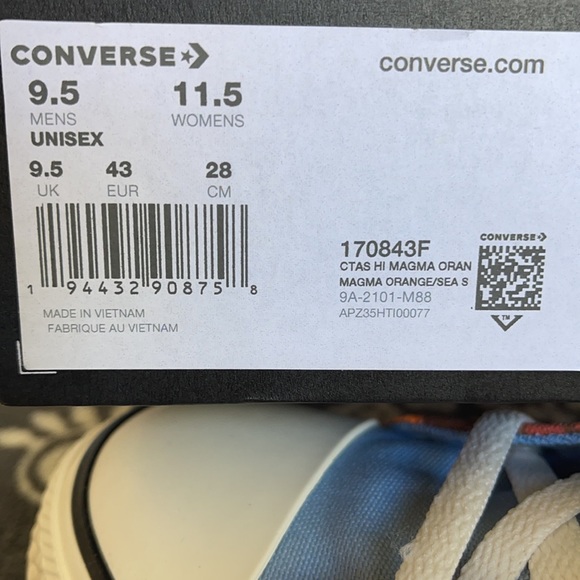 CONVERSE
converse.com
9.5 11.5
MENS WOMENS
UNISEX
9.5 43 28
UK EUR CM
1 94432 90875 8
MADE IN VIETNAM
FABRIQUE AU VIETNAM
CONVERSE
170843F
CTAS HI MAGMA ORAN
MAGMA ORANGE/SEA S
9A-2101-M88
APZ35HTI00077
TM